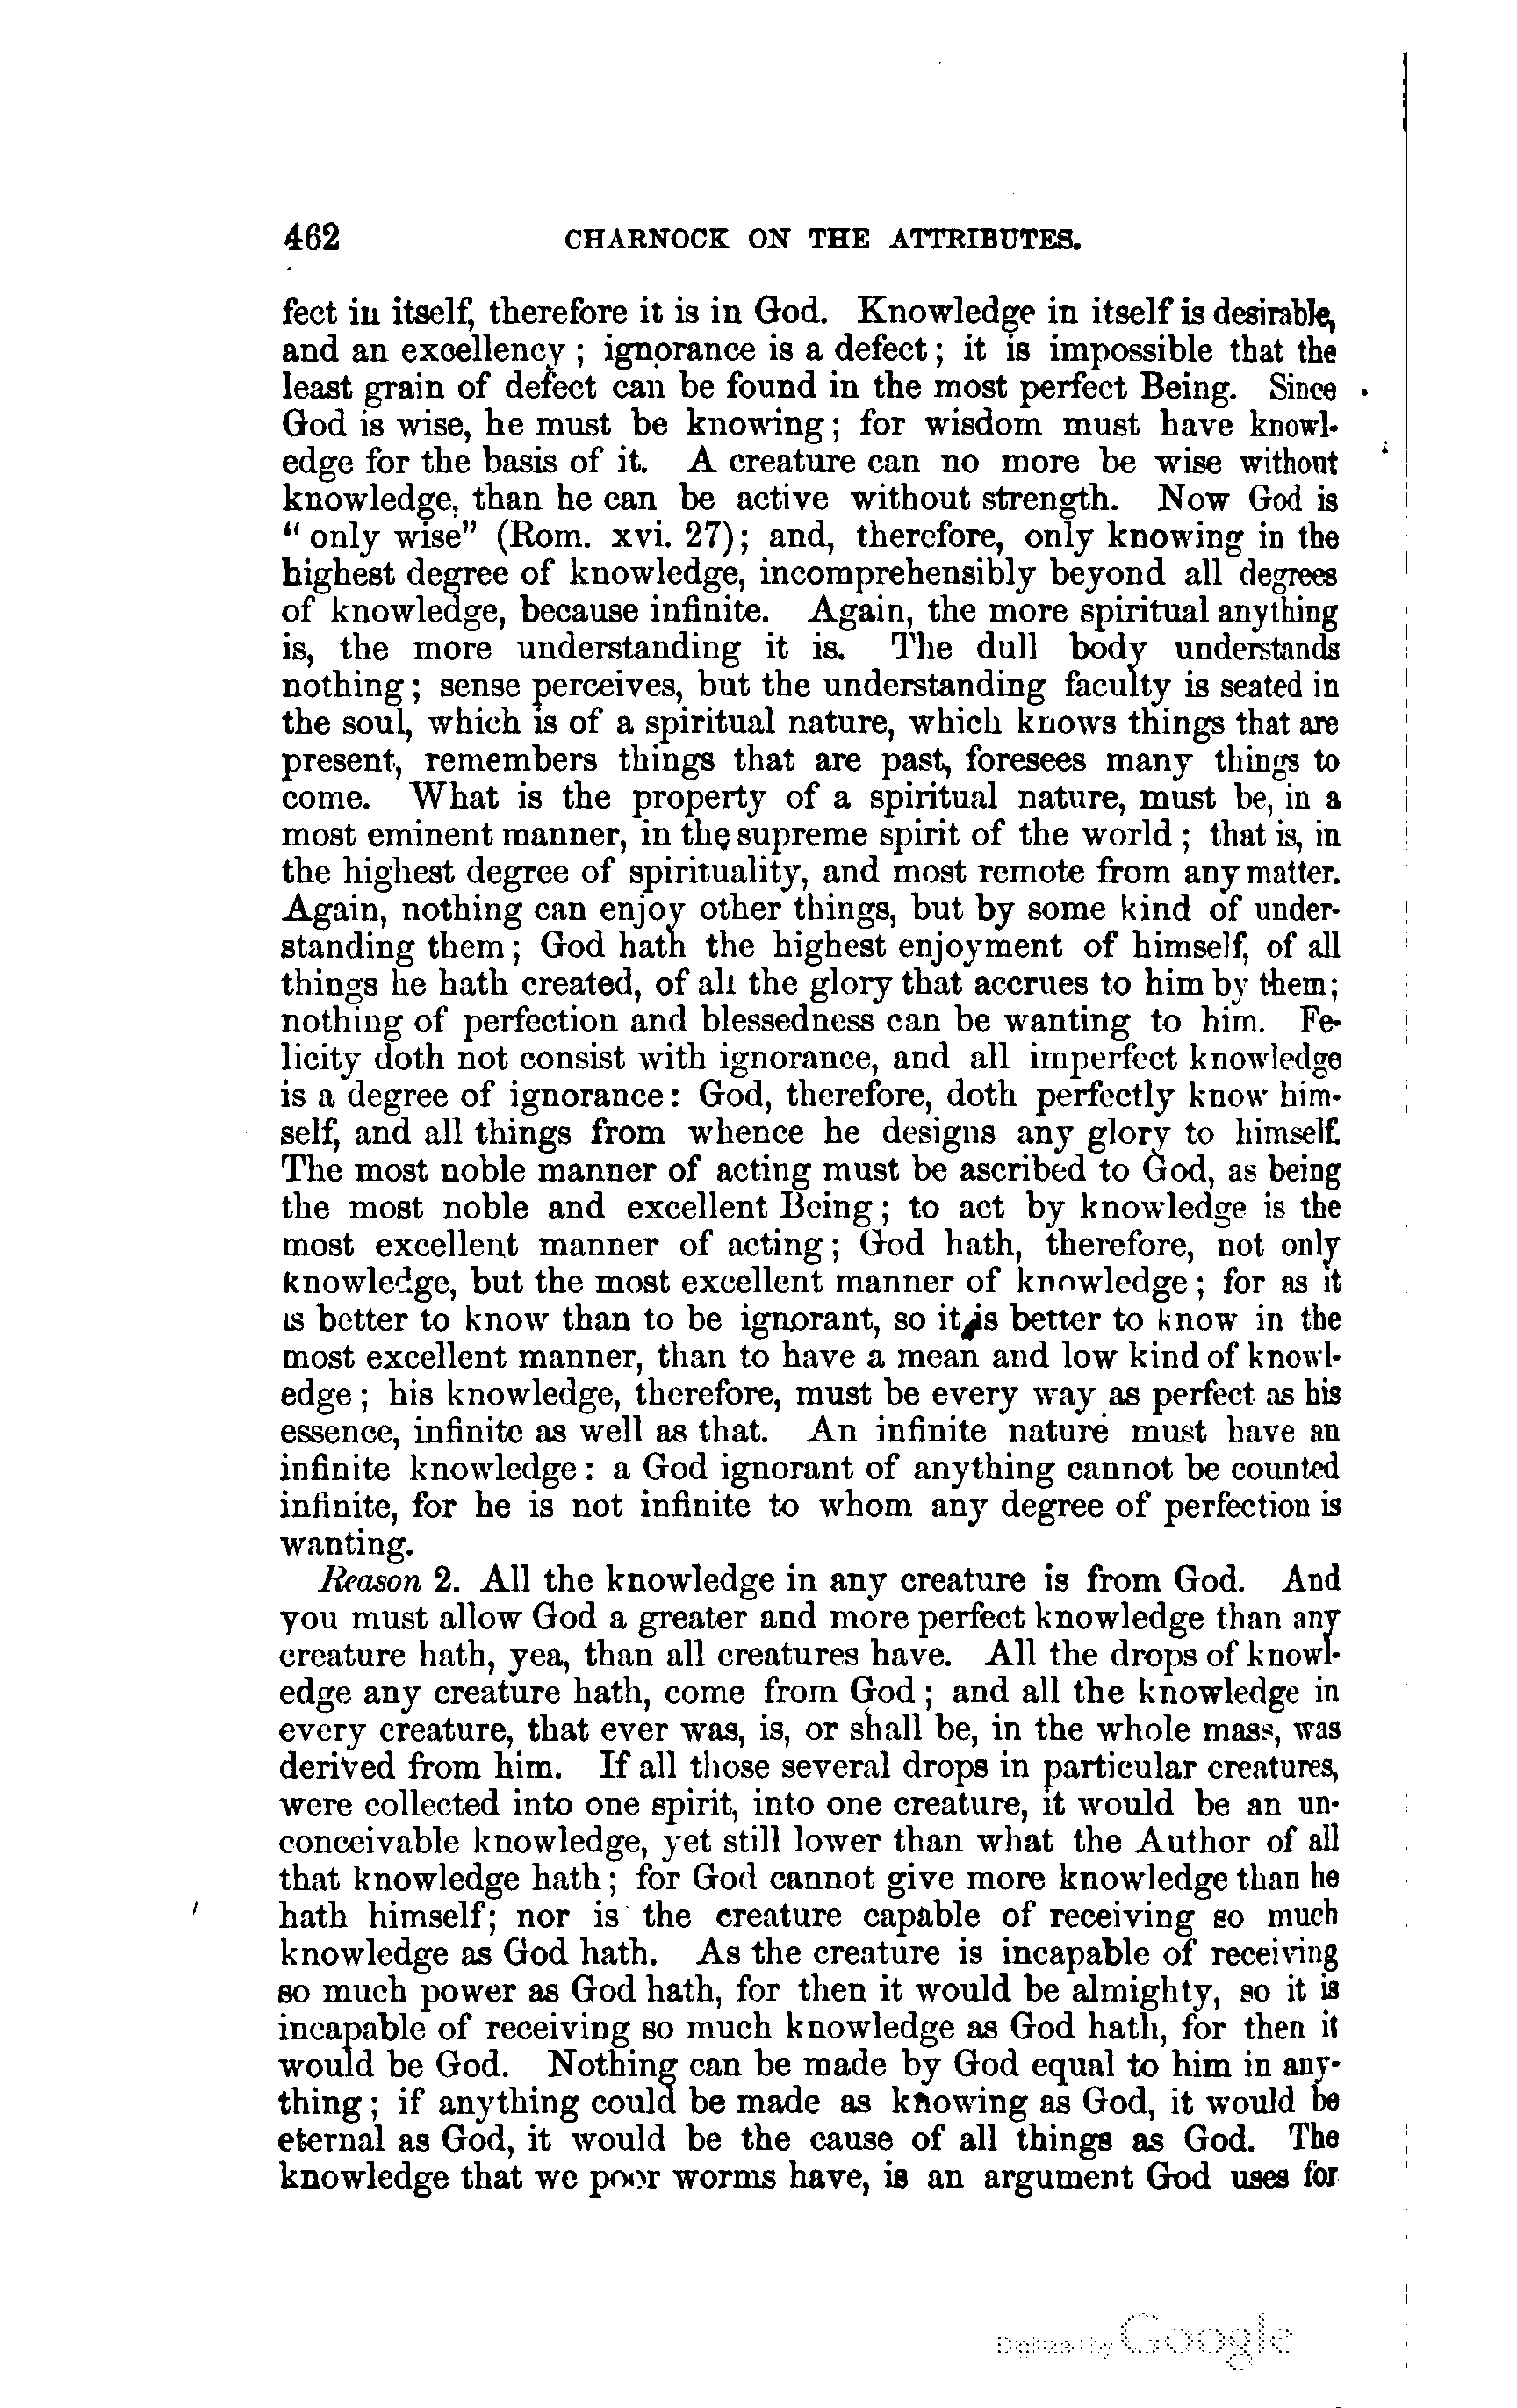 462 CHARNOCK ON THE ATTRIBUTES.
fect in itself, therefore it is in God. Knowledge in itself is desirable,
and an excellency ; ignorance is a defect ; it is impossible that the
least grain of defect can be found in the most perfect Being. Since
God is wise, he must be knowing ; for wisdom must have knowl-
edge for the basis of it. A creature can no more be wise without
knowledge, than he can be active without strength. Now God is
“ only wise” (Rom. xvi. 27) ; and, therefore, only knowing in the
highest degree of knowledge, incomprehensibly beyond all degrees
of knowledge, because infinite. Again, the more spiritual anything
is, the more understanding it is. The dull body understands
nothing ; sense perceives, but the understanding faculty is seated in
the soul, which is of a spiritual nature, which knows things that are
present, remembers things that are past, foresees many things to
come. What is the property of a spiritual nature, must be, in a
most eminent manner, in the supreme spirit of the world ; that is, in
the highest degree of spirituality, and most remote from any matter.
Again, nothing can enjoy other things, but by some kind of under-
standing them ; God hath the highest enjoyment of himself, of all
things he hath created, of all the glory that accrues to him by them ;
nothing of perfection and blessedness can be wanting to him. Fe-
licity doth not consist with ignorance, and all imperfect knowledge
is a degree of ignorance : God, therefore, doth perfectly know him-
self, and all things from whence he designs any glory to himself.
The most noble manner of acting must be ascribed to God, as being
the most noble and excellent Being ; to act by knowledge is the
most excellent manner of acting ; God hath, therefore, not only
knowledge, but the most excellent manner of knowledge ; for as it
is better to know than to be ignorant, so it is better to know in the
most excellent manner, than to have a mean and low kind of knowl-
edge ; his knowledge, therefore, must be every way as perfect as his
essence, infinite as well as that. An infinite nature must have an
infinite knowledge : a God ignorant of anything cannot be counted
infinite, for he is not infinite to whom any degree of perfection is
wanting.
Reason 2. All the knowledge in any creature is from God. And
you must allow God a greater and more perfect knowledge than any
creature hath, yea, than all creatures have. All the drops of knowl-
edge any creature hath, come from God ; and all the knowledge in
every creature, that ever was, is, or shall be, in the whole mass, was
derived from him. If all those several drops in particular creatures,
were collected into one spirit, into one creature, it would be an un-
conceivable knowledge, yet still lower than what the Author of all
that knowledge hath ; for God cannot give more knowledge than he
hath himself ; nor is the creature capable of receiving so much
knowledge as God hath. As the creature is incapable of receiving
so much power as God hath, for then it would be almighty, so it is
incapable of receiving so much knowledge as God hath, for then it
would be God. Nothing can be made by God equal to him in any-
thing ; if anything could be made as knowing as God, it would be
eternal as God, it would be the cause of all things as God. The
knowledge that we poor worms have, is an argument God uses for
Digitized by Google